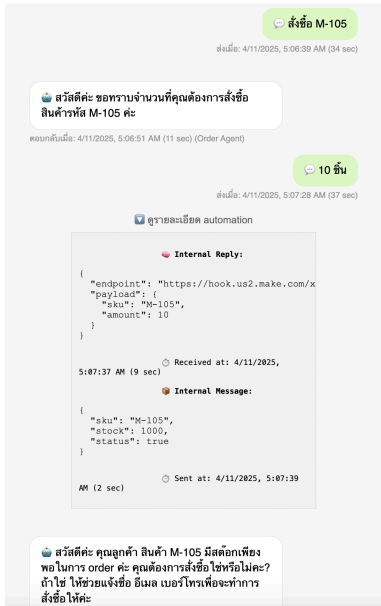 💬 สั่งซื้อ M-105
ส่งเมื่อ: 4/11/2025, 5:06:39 AM (34 sec)
🤖 สวัสดีค่ะ ขอทราบจำนวนที่คุณต้องการสั่งซื้อ
สินค้ารหัส M-105 ค่ะ
ตอบกลับเมื่อ: 4/11/2025, 5:06:51 AM (11 sec) (Order Agent)
💬 10 ชิ้น
ส่งเมื่อ: 4/11/2025, 5:07:28 AM (37 sec)
🔽 ดูรายละเอียด automation
🧠 Internal Reply:
{
"endpoint": "https://hook.us2.make.com/x
"payload": {
"sku": "M-105",
"amount": 10
}
}
⏱ Received at: 4/11/2025,
5:07:37 AM (9 sec)
📦 Internal Message:
{
"sku": "M-105",
"stock": 1000,
"status": true
}
⏱ Sent at: 4/11/2025, 5:07:39
AM (2 sec)
🤖 สวัสดีค่ะ คุณลูกค้า สินค้า M-105 มีสต๊อกเพียง
พอในการ order ค่ะ คุณต้องการสั่งซื้อใช่หรือไม่คะ?
ถ้าใช่ ให้ช่วยแจ้งชื่อ อีเมล เบอร์โทรเพื่อจะทำการ
สั่งซื้อให้ค่ะ